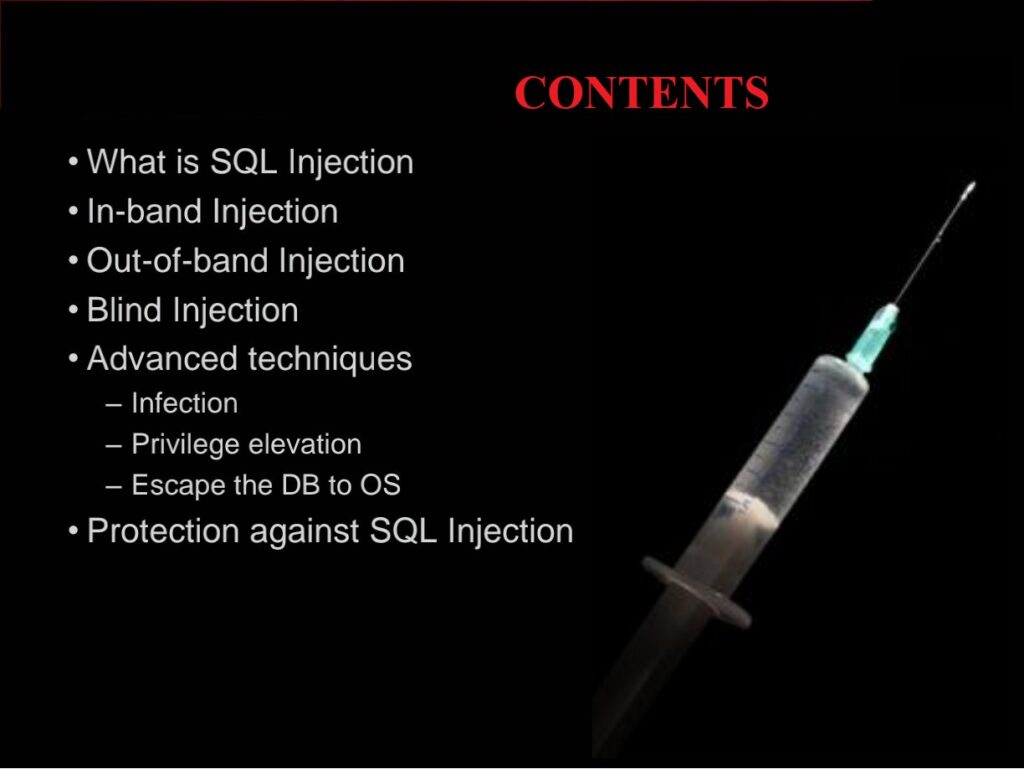 CONTENTS
• What is SQL Injection
• In-band Injection
• Out-of-band Injection
• Blind Injection
• Advanced techniques
– Infection
– Privilege elevation
– Escape the DB to OS
• Protection against SQL Injection